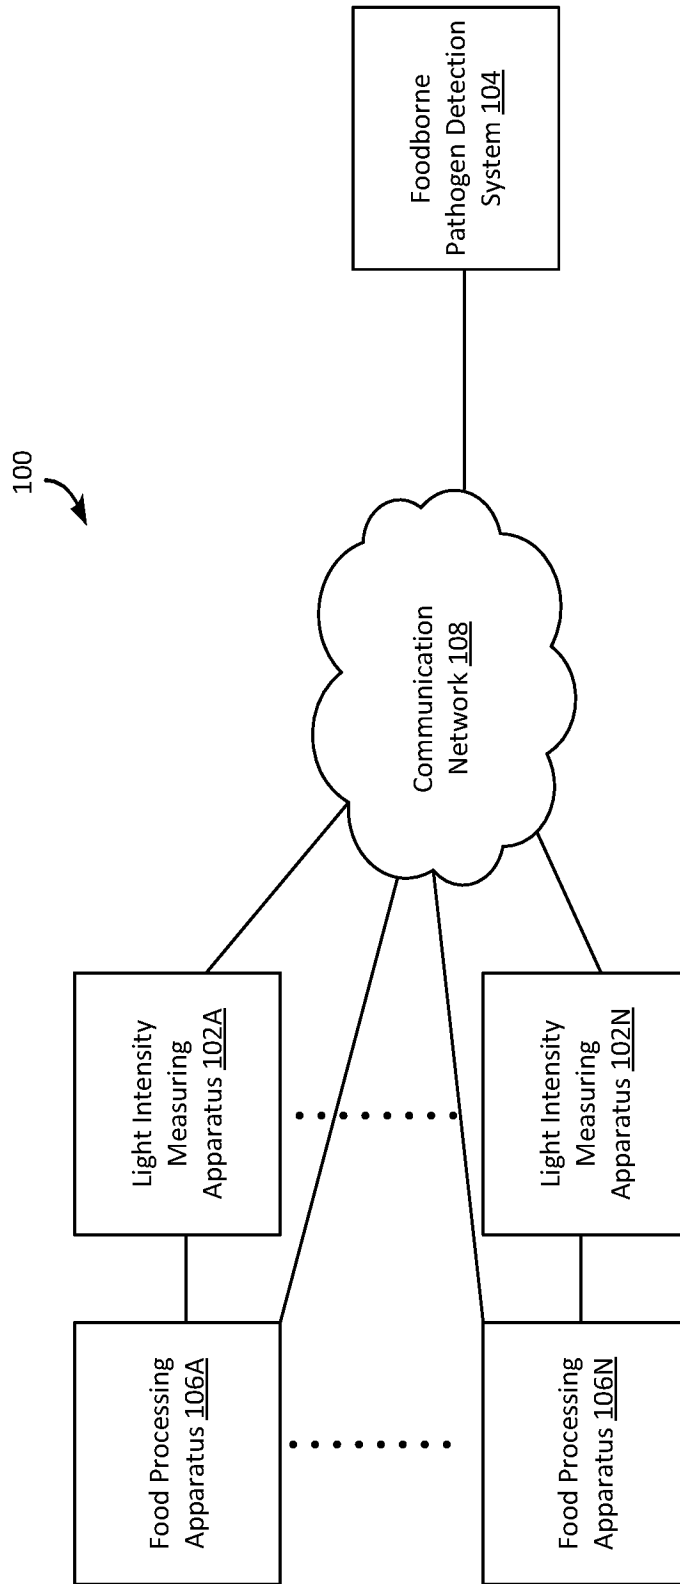 100
Food Processing
Apparatus 106A
Light Intensity
Measuring
Apparatus 102A
Communication
Network 108
Foodborne
Pathogen Detection
System 104
Food Processing
Apparatus 106N
Light Intensity
Measuring
Apparatus 102N